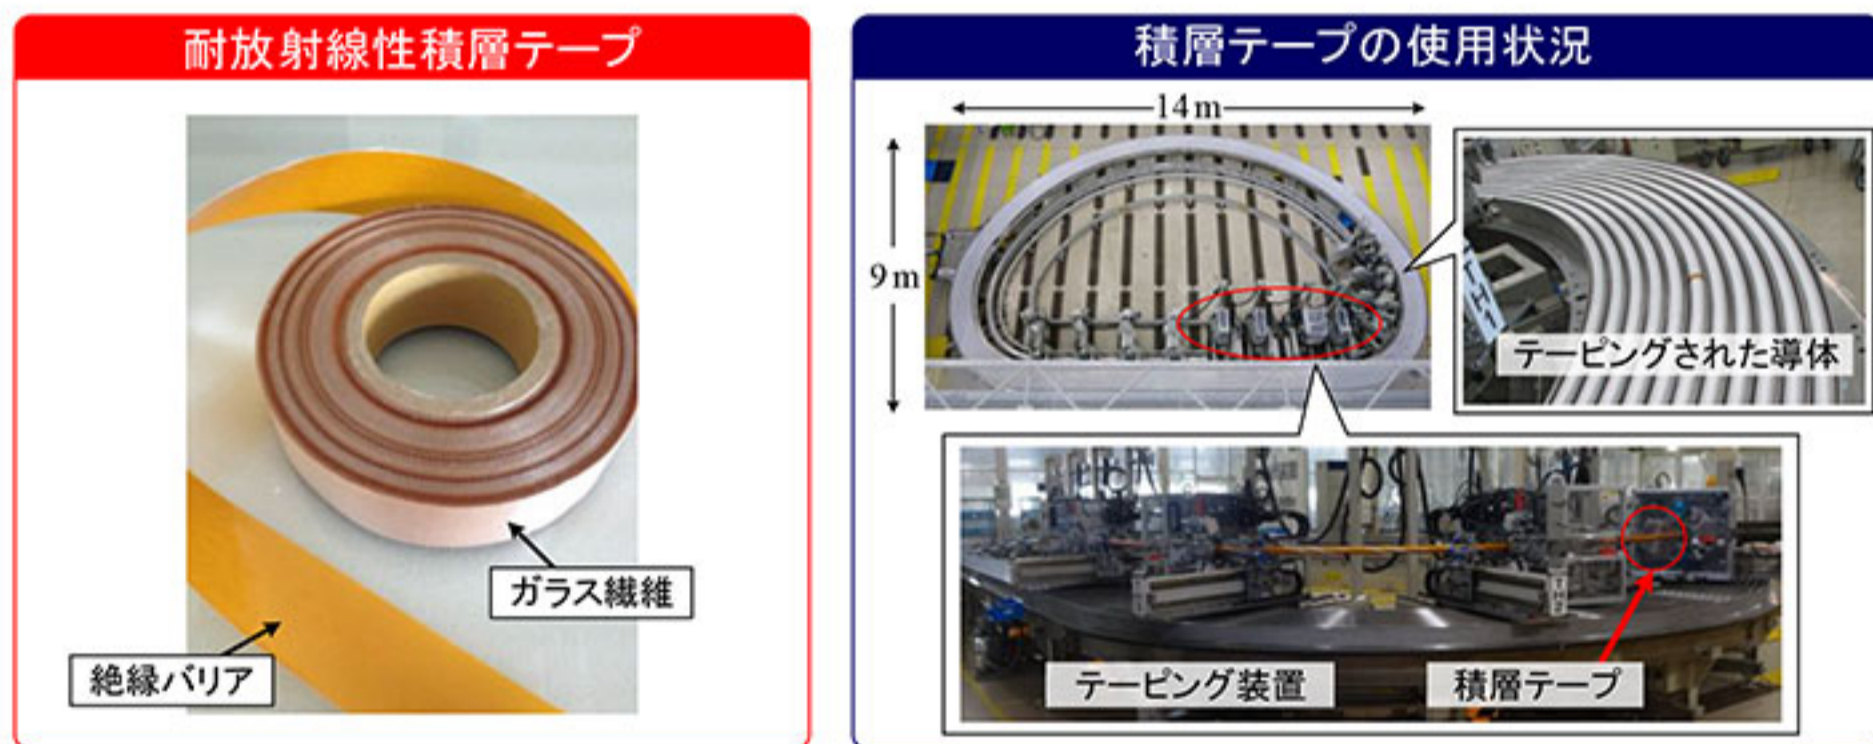 耐放射線性積層テープ
ガラス繊維
絶縁バリア
積層テープの使用状況
14m
9m
テーピングされた導体
テーピング装置
積層テープ